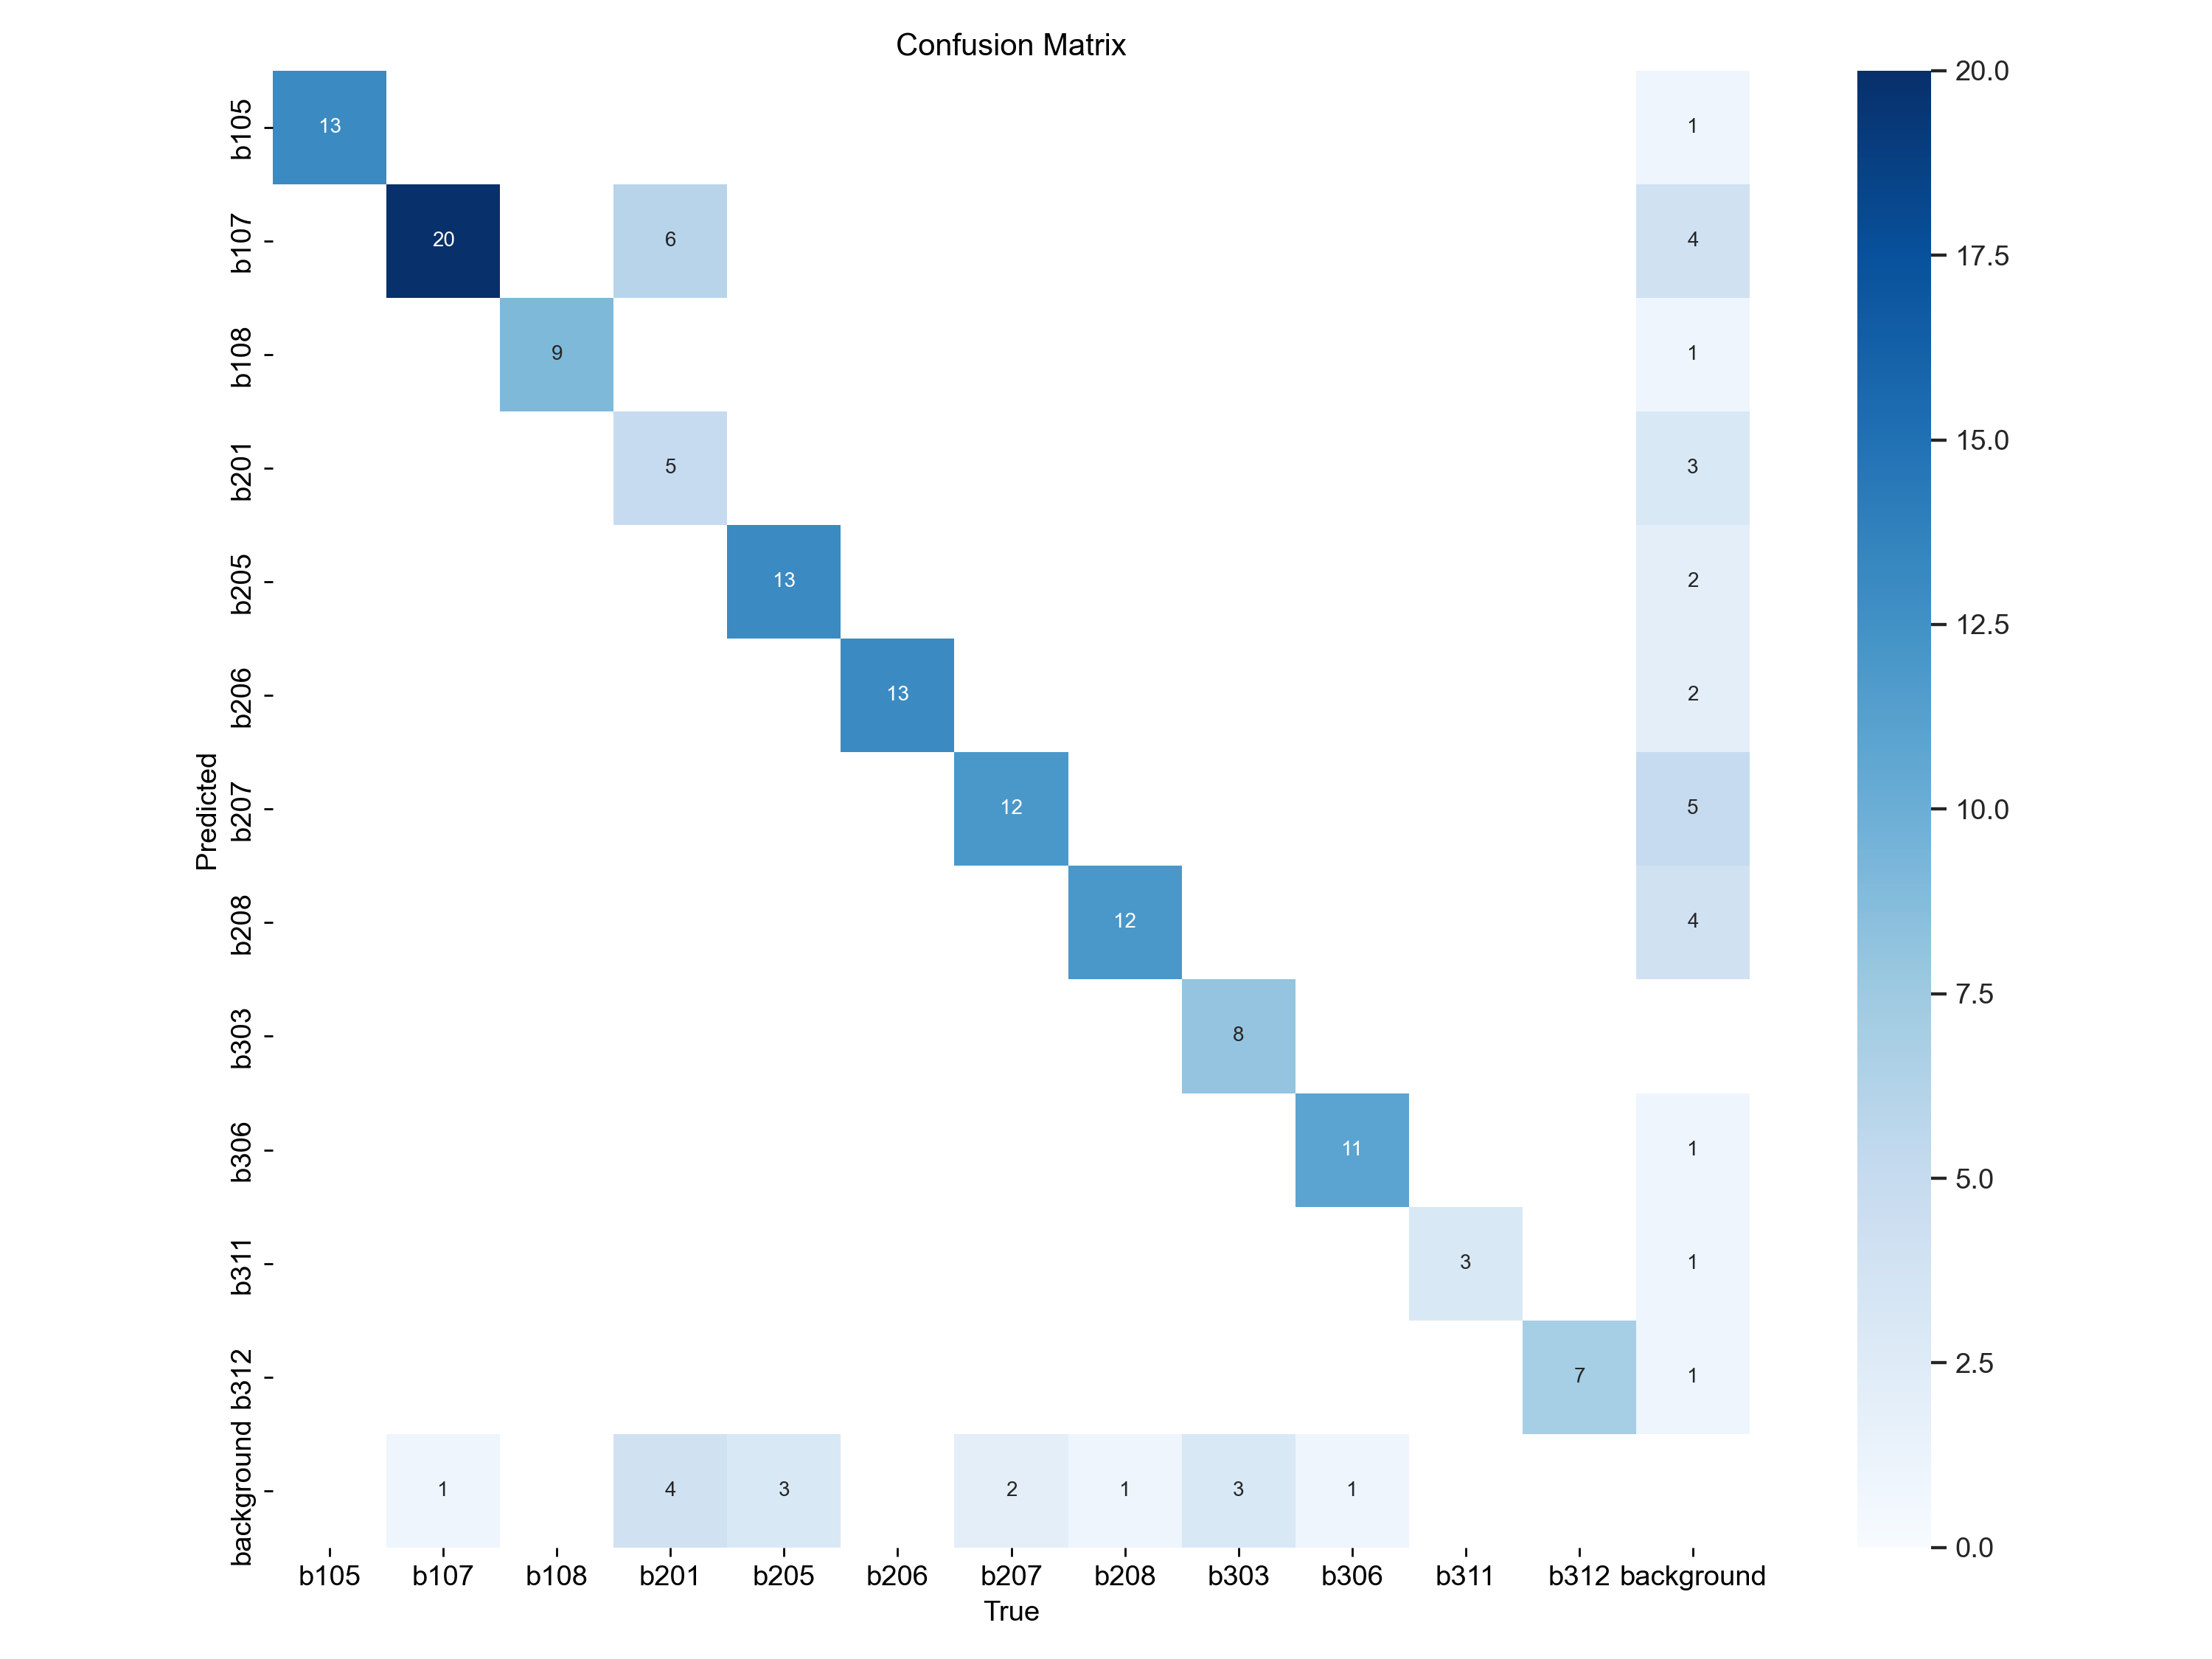 Confusion Matrix
b105 13 1 20.0
b107 20 6 4 17.5
b108 9 1
b201 5 3 15.0
b205 13 2
b206 13 2 12.5
Predicted
b207 12 5 10.0
b208 12 4
b303 8 7.5
b306 11 1 5.0
b311 3 1
b312 7 1 2.5
background 1 4 3 2 1 3 1
0.0
b105 b107 b108 b201 b205 b206 b207 b208 b303 b306 b311 b312 background
True